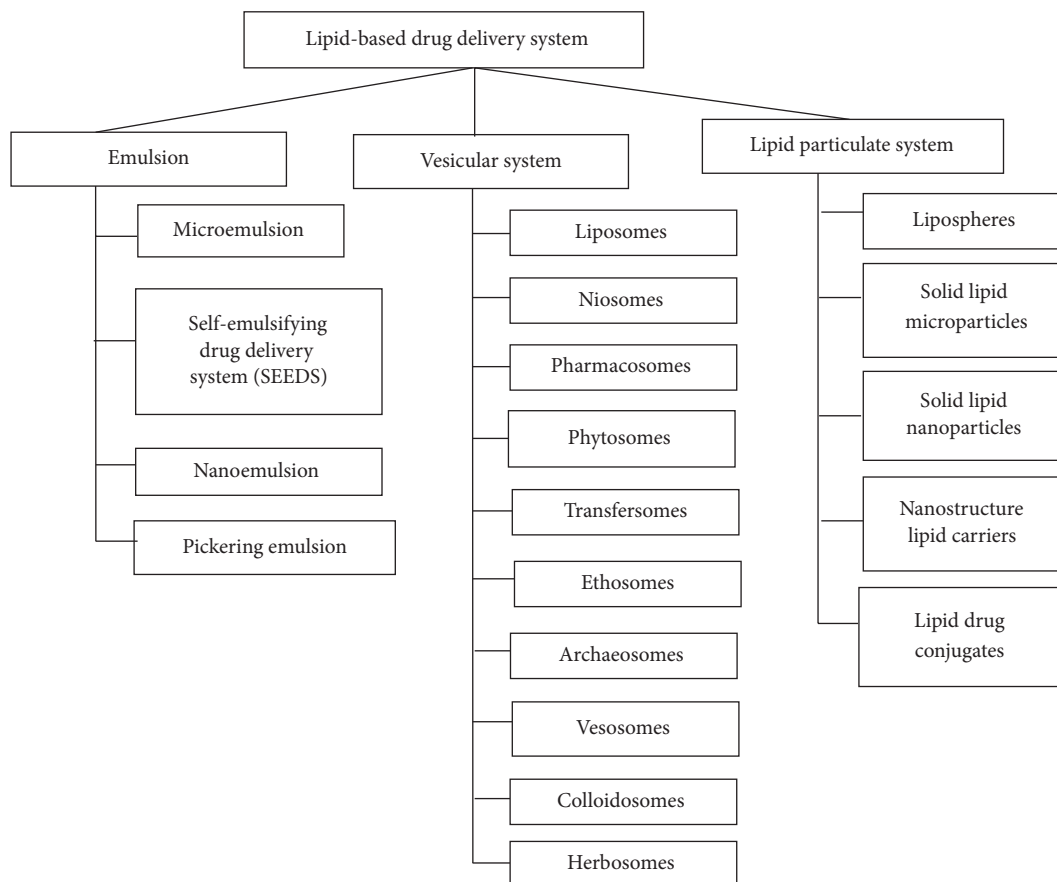 Lipid-based drug delivery system
Emulsion
Microemulsion
Self-emulsifying
drug delivery
system (SEEDS)
Nanoemulsion
Pickering emulsion
Vesicular system
Liposomes
Niosomes
Pharmacosomes
Phytosomes
Transfersomes
Ethosomes
Archaeosomes
Vesosomes
Colloidosomes
Herbosomes
Lipid particulate system
Lipospheres
Solid lipid
microparticles
Solid lipid
nanoparticles
Nanostructure
lipid carriers
Lipid drug
conjugates